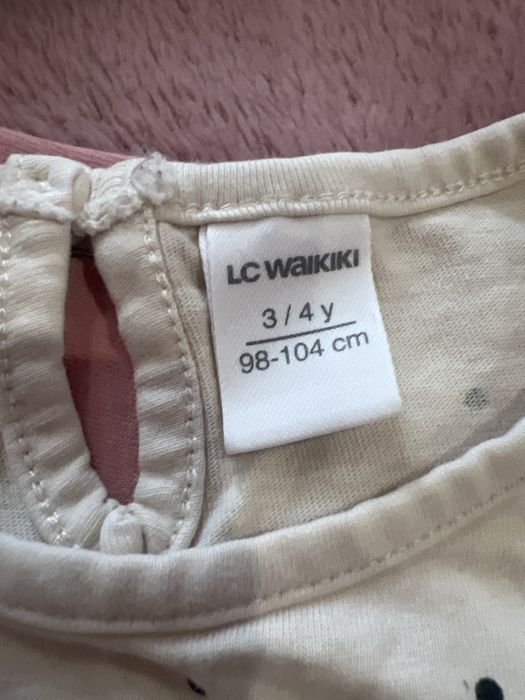 LC WAIKIKI
3 / 4 y
98-104 cm